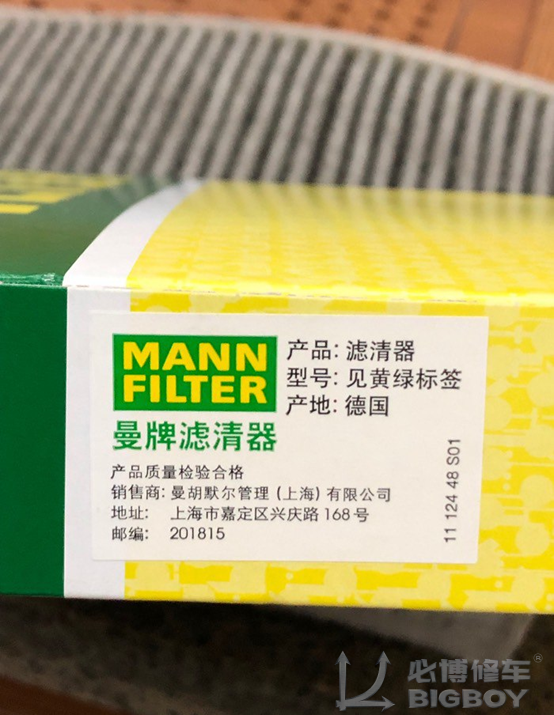 MANN
FILTER
曼牌滤清器
产品: 滤清器
型号: 见黄绿标签
产地: 德国
产品质量检验合格
销售商: 曼胡默尔管理 (上海) 有限公司
地址: 上海市嘉定区兴庆路 168 号
邮编: 201815
11 124 48 S01
必博修车®
BIGBOY